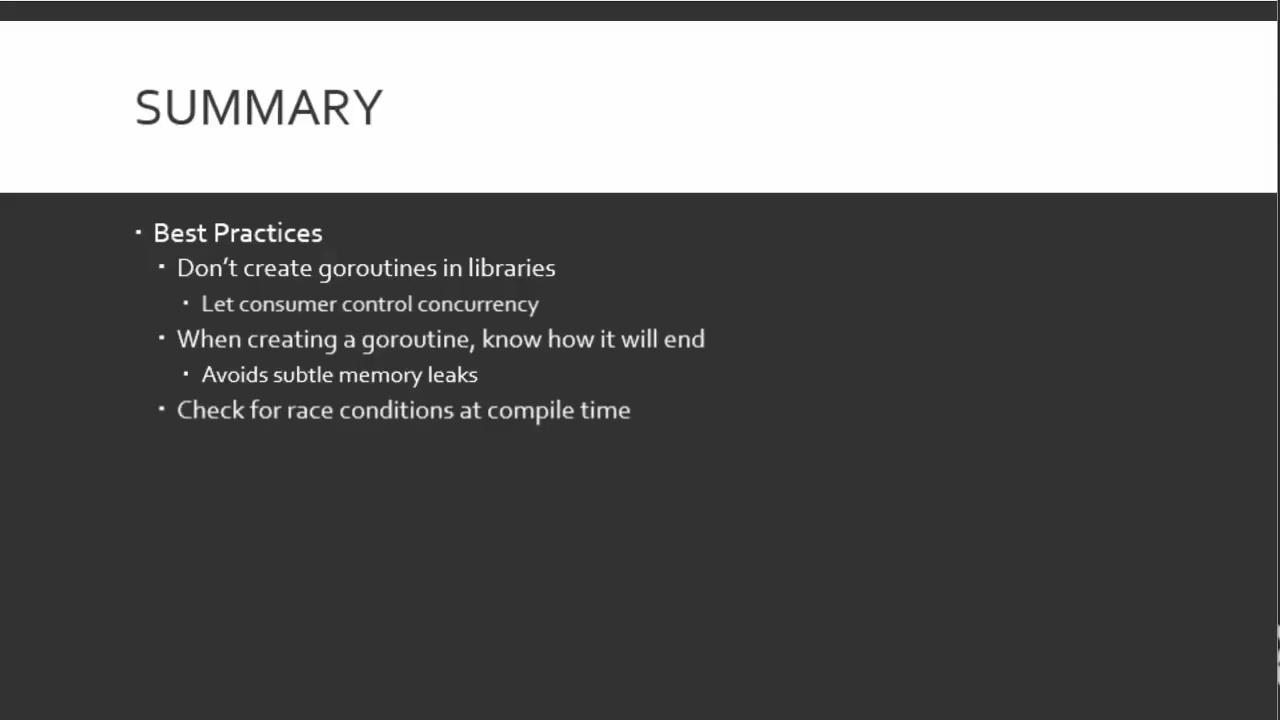 SUMMARY
▪ Best Practices
▪ Don’t create goroutines in libraries
▪ Let consumer control concurrency
▪ When creating a goroutine, know how it will end
▪ Avoids subtle memory leaks
▪ Check for race conditions at compile time